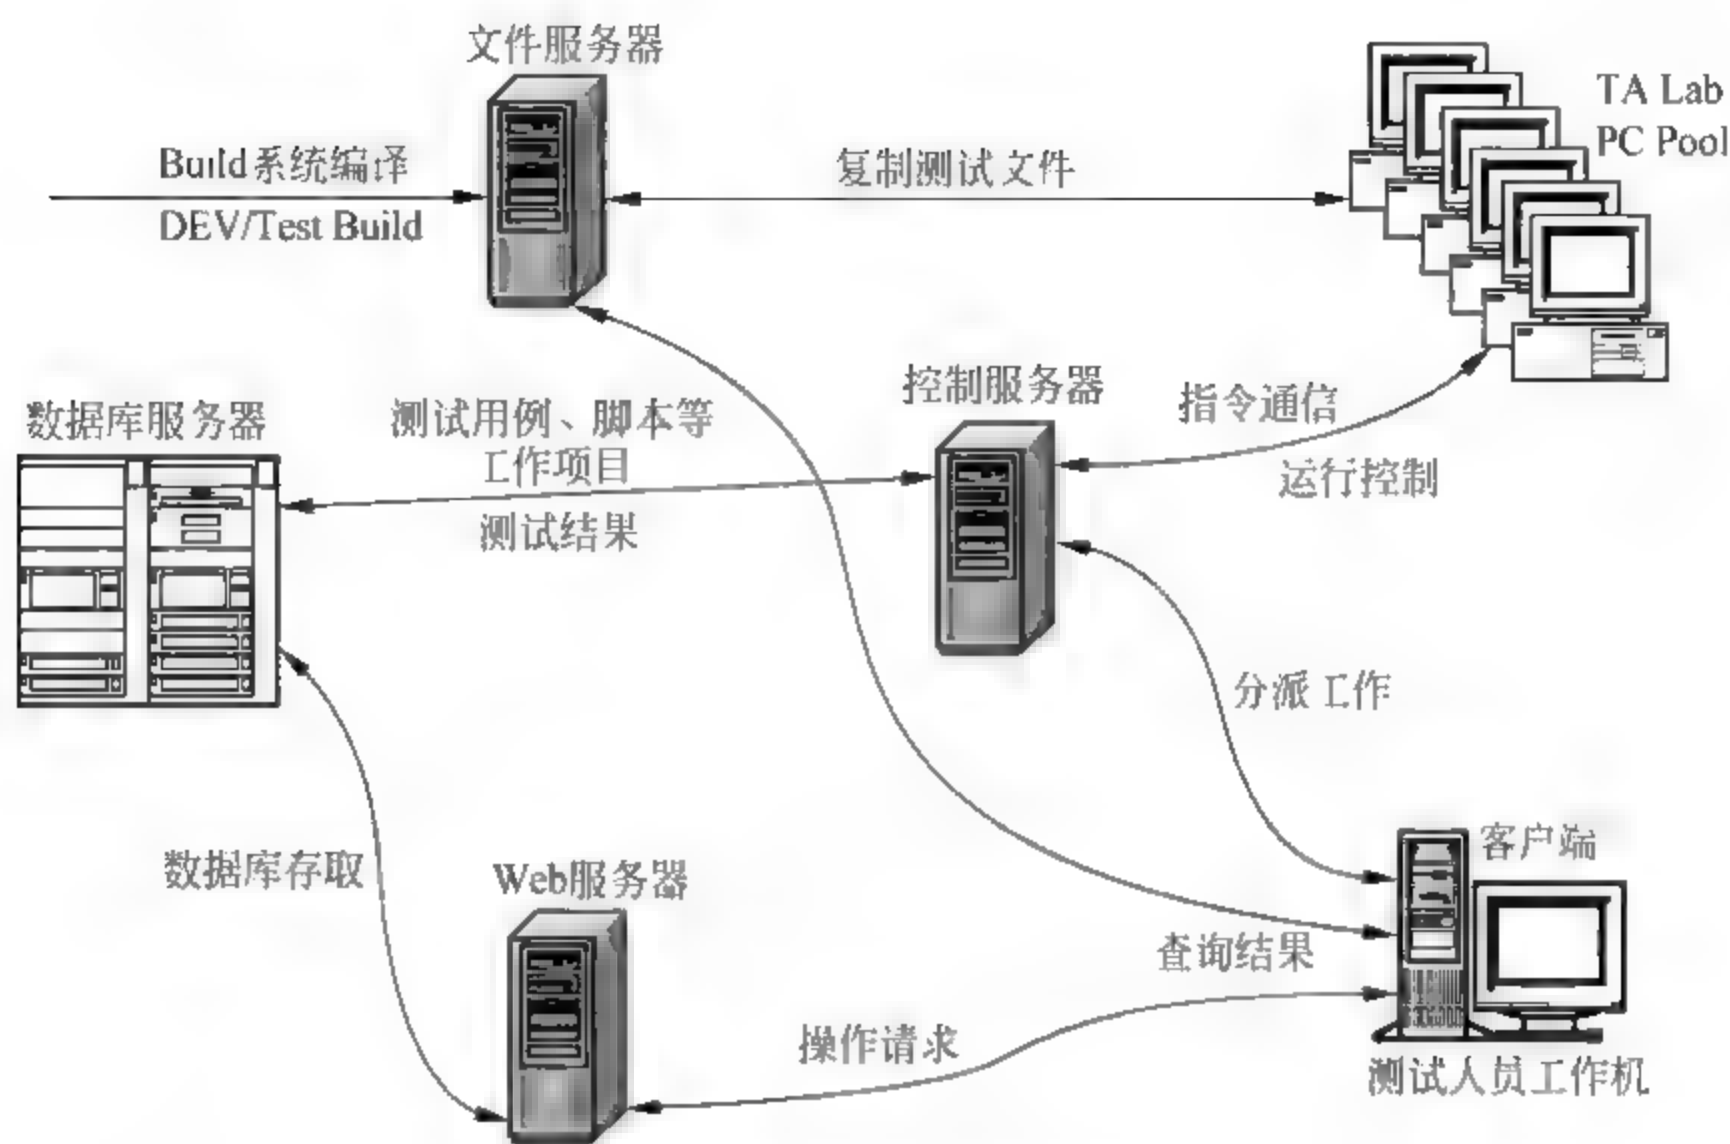 文件服务器
TA Lab
PC Pool
Build系统编译
DEV/Test Build
复制测试文件
数据库服务器
测试用例、脚本等
工作项目
测试结果
控制服务器
指令通信
运行控制
分派工作
数据库存取
Web服务器
客户端
查询结果
操作请求
测试人员工作机